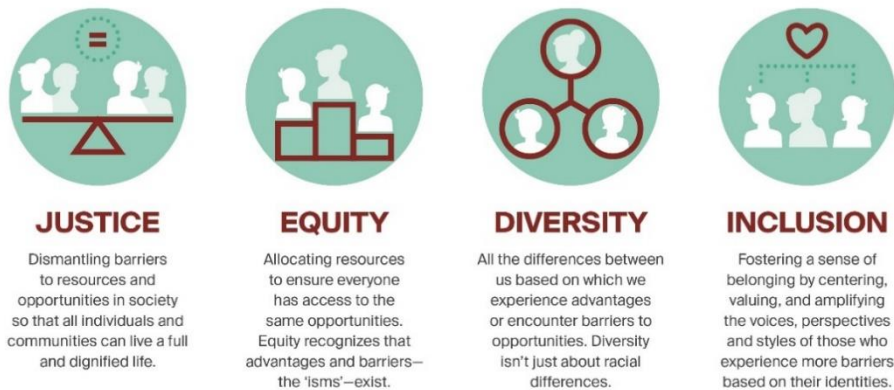 =
JUSTICE
Dismantling barriers
to resources and
opportunities in society
so that all individuals and
communities can live a full
and dignified life.
EQUITY
Allocating resources
to ensure everyone
has access to the
same opportunities.
Equity recognizes that
advantages and barriers—
the ‘isms’—exist.
DIVERSITY
All the differences between
us based on which we
experience advantages
or encounter barriers to
opportunities. Diversity
isn’t just about racial
differences.
INCLUSION
Fostering a sense of
belonging by centering,
valuing, and amplifying
the voices, perspectives
and styles of those who
experience more barriers
based on their identities.